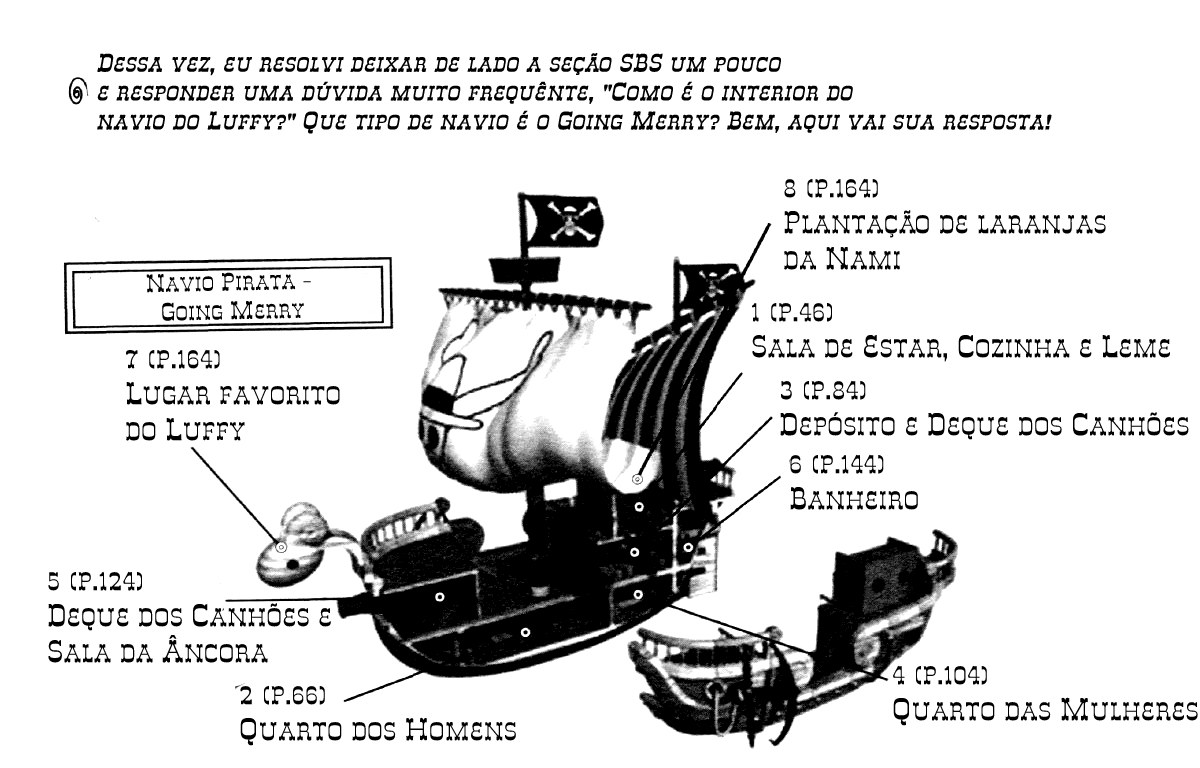 Dessa vez, eu resolvi deixar de lado a seção SBS um pouco
e responder uma dúvida muito frequênte, "Como é o interior do
navio do Luffy?" Que tipo de navio é o Going Merry? Bem, aqui vai sua resposta!
8 (P.164)
Plantação de laranjas
da Nami
Navio Pirata -
Going Merry
1 (P.46)
Sala de Estar, Cozinha e Leme
7 (P.164)
Lugar favorito
do Luffy
3 (P.84)
Depósito e Deque dos Canhões
6 (P.144)
Banheiro
5 (P.124)
Deque dos Canhões e
Sala da Âncora
2 (P.66)
Quarto dos Homens
4 (P.104)
Quarto das Mulheres